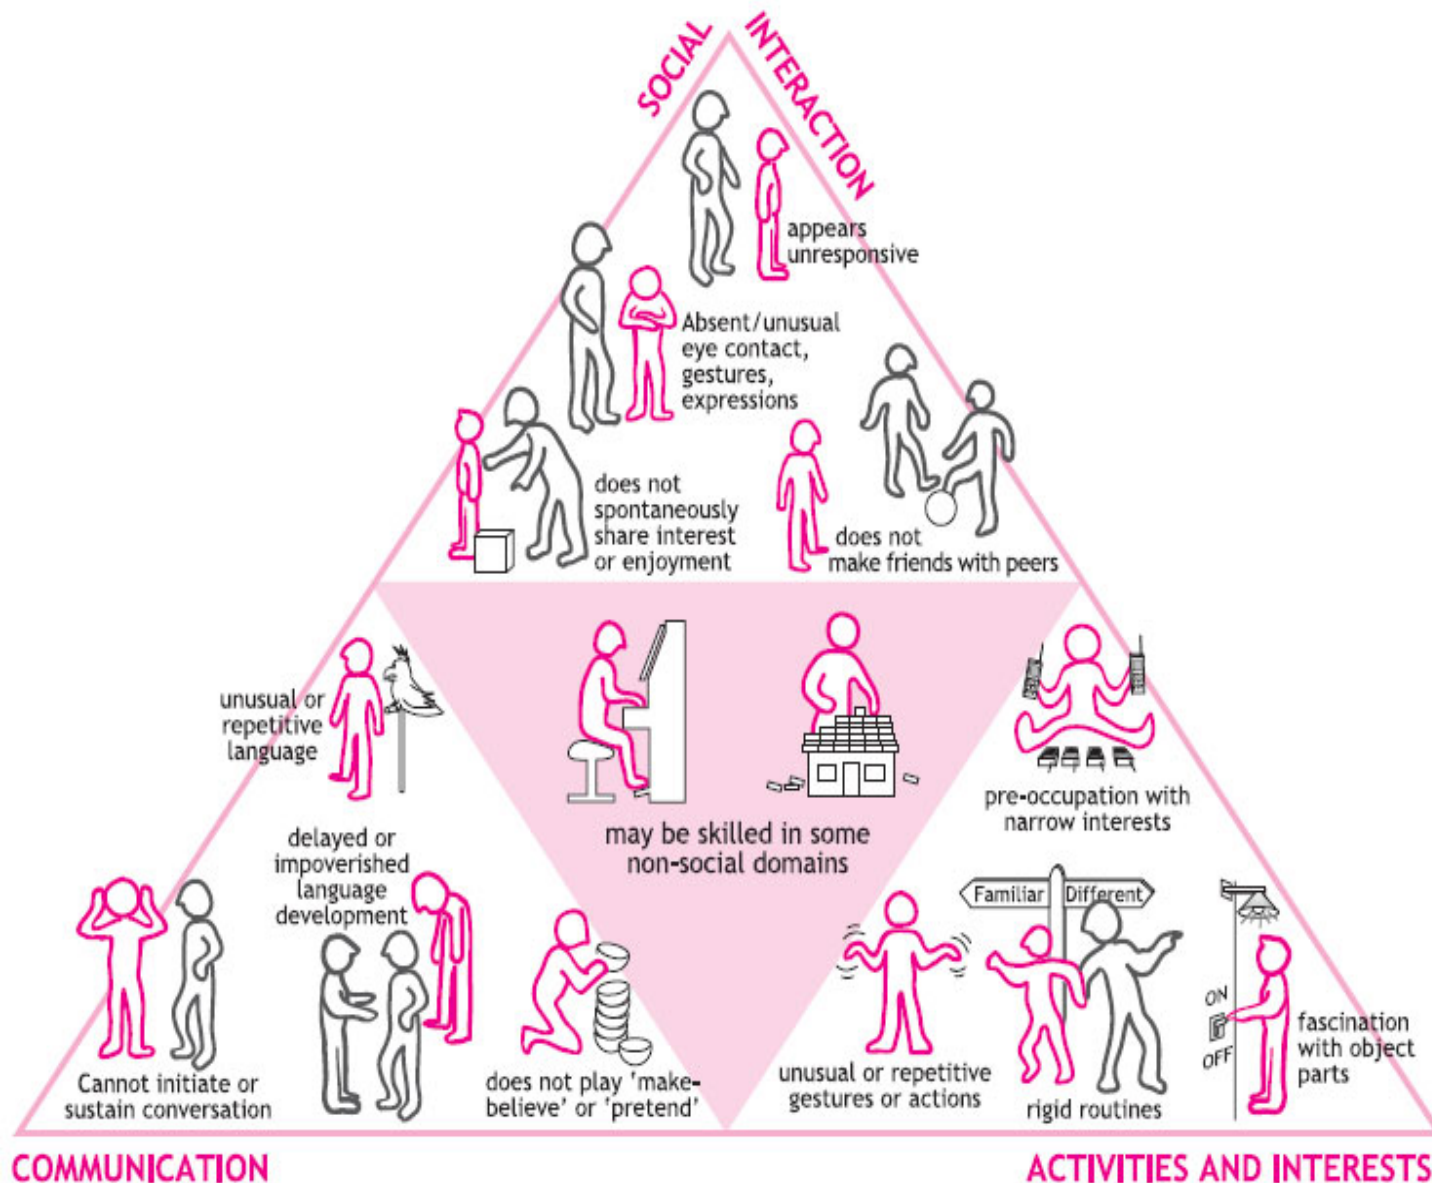 SOCIAL
INTERACTION
appears
unresponsive
Absent/unusual
eye contact,
gestures,
expressions
does not
spontaneously
share interest
or enjoyment
does not
make friends with peers
unusual or
repetitive
language
may be skilled in some
non-social domains
pre-occupation with
narrow interests
delayed or
impoverished
language
development
Cannot initiate or
sustain conversation
does not play ‘make-
believe’ or ‘pretend’
unusual or repetitive
gestures or actions
Familiar
Different
rigid routines
ON
OFF
fascination
with object
parts
COMMUNICATION
ACTIVITIES AND INTERESTS